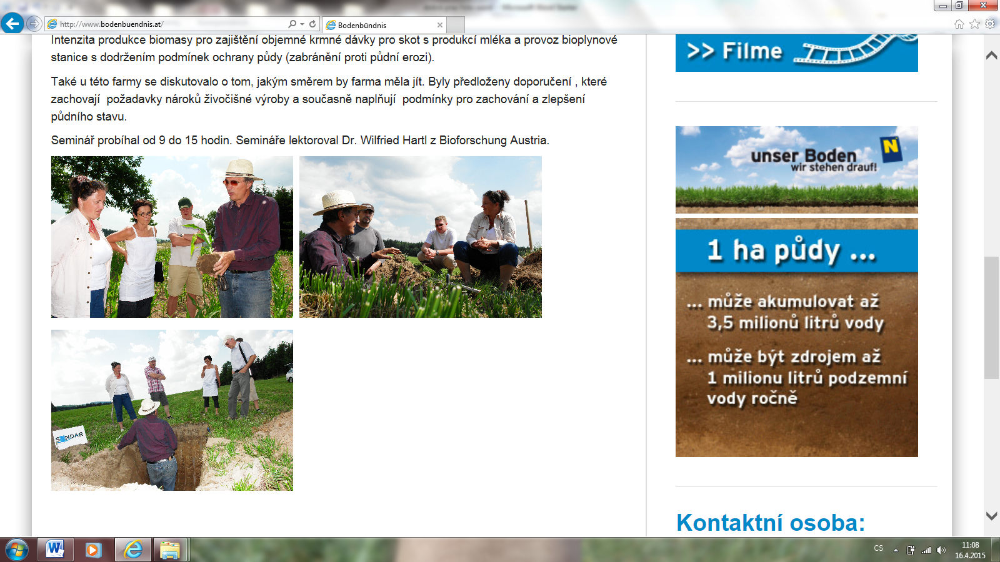 http://www.bodenbuendnis.at/
Bodenbündnis
Intenzita produkce biomasy pro zajištění objemné krmné dávky pro skot s produkcí mléka a provoz bioplynové
stanice s dodržením podmínek ochrany půdy (zabránění proti půdní erozi).
Také u této farmy se diskutovalo o tom, jakým směrem by farma měla jít. Byly předloženy doporučení , které
zachovají  požadavky nároků živočišné výroby a současně naplňují  podmínky pro zachování a zlepšení
půdního stavu.
Seminář probíhal od 9 do 15 hodin. Semináře lektoroval Dr. Wilfried Hartl z Bioforschung Austria.
SONDAR
>> Filme
unser Boden
wir stehen drauf!
N
1 ha půdy ...
... může akumulovat až
3,5 milionů litrů vody
... může být zdrojem až
1 milionu litrů podzemní
vody ročně
Kontaktní osoba:
CS
11:08
16.4.2015